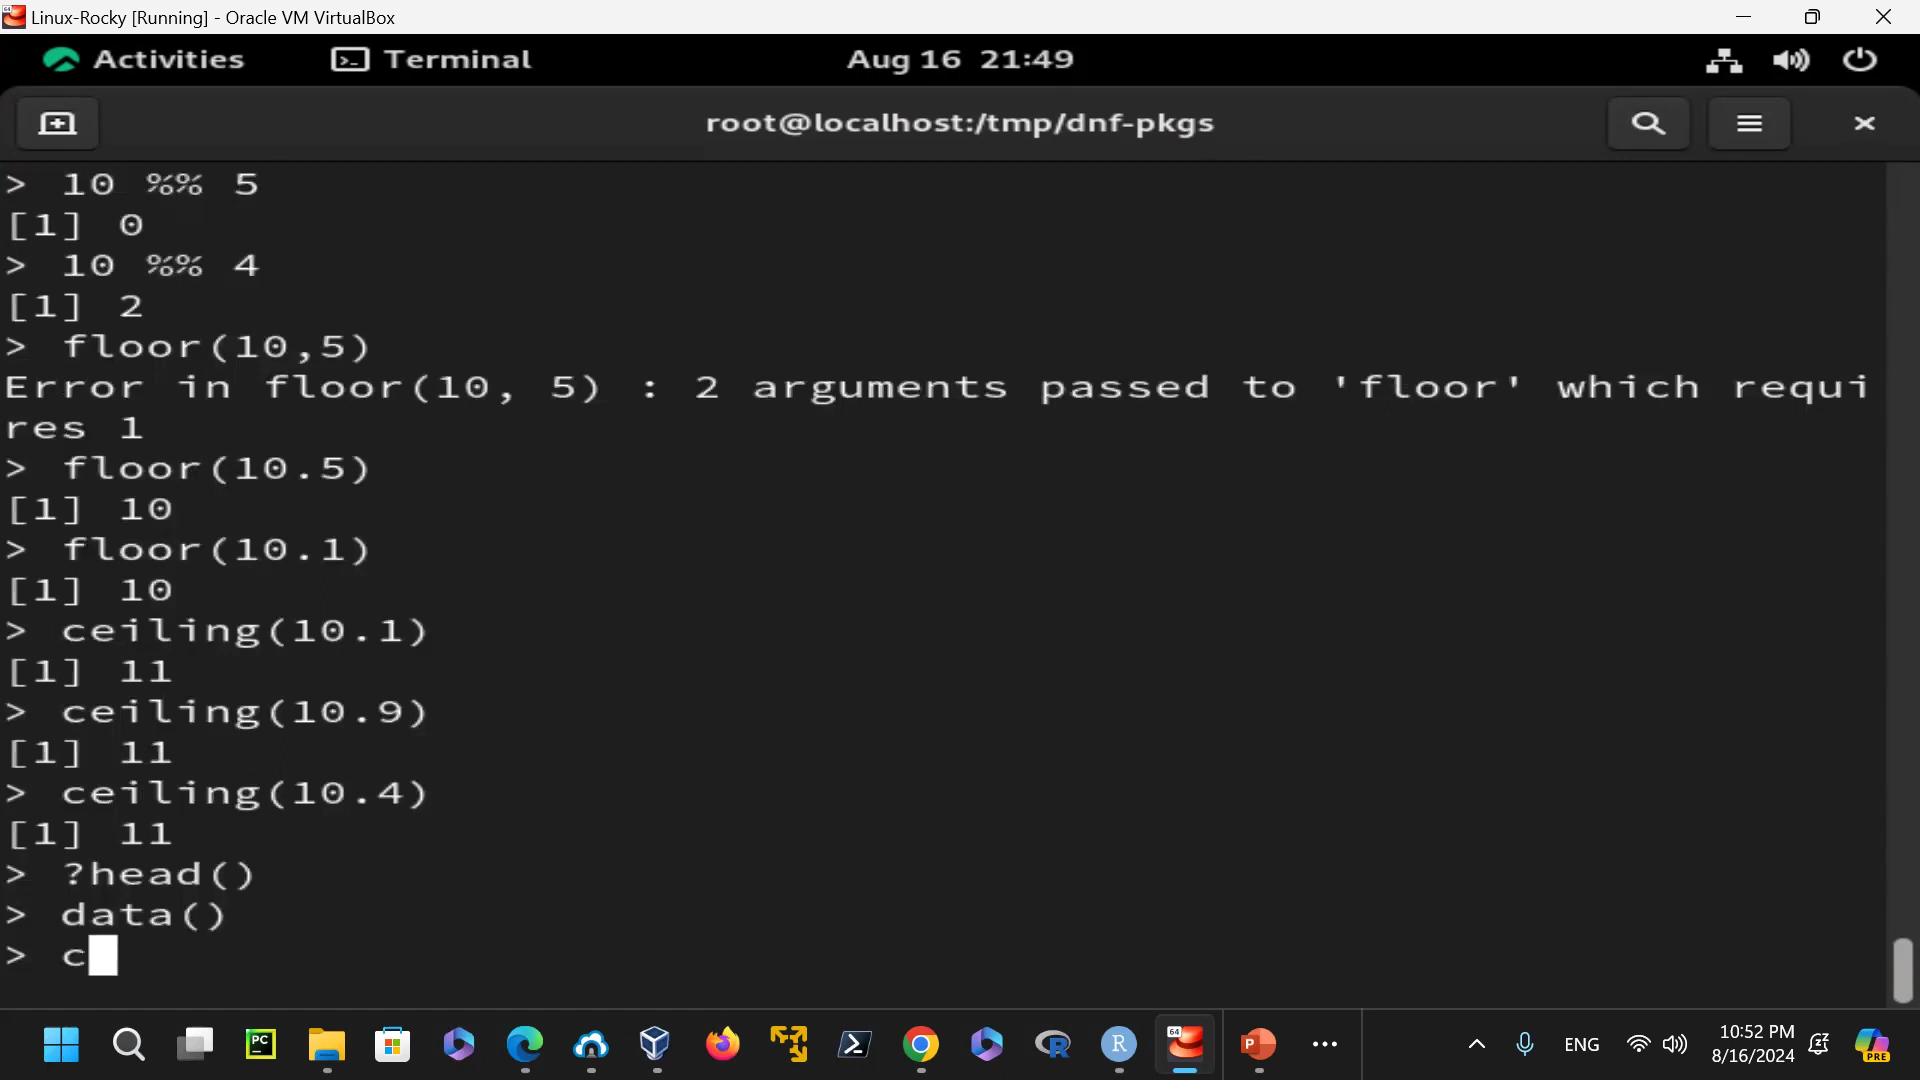 Linux-Rocky [Running] - Oracle VM VirtualBox
Activities Terminal Aug 16 21:49
root@localhost:/tmp/dnf-pkgs
> 10 %% 5
[1] 0
> 10 %% 4
[1] 2
> floor(10,5)
Error in floor(10, 5) : 2 arguments passed to 'floor' which requi
res 1
> floor(10.5)
[1] 10
> floor(10.1)
[1] 10
> ceiling(10.1)
[1] 11
> ceiling(10.9)
[1] 11
> ceiling(10.4)
[1] 11
> ?head()
> data()
> c
ENG 10:52 PM
8/16/2024